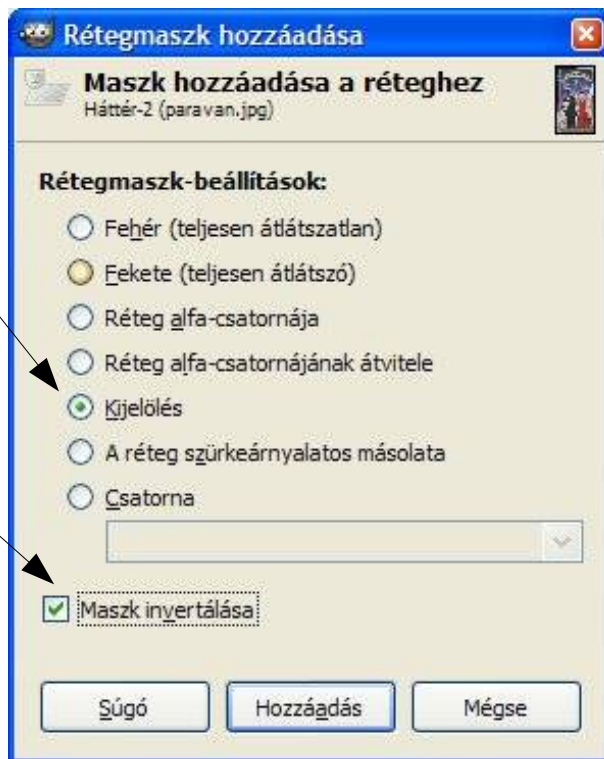 Rétegmaszk hozzáadása
Maszk hozzáadása a réteghez
Háttér-2 (paravan.jpg)
Rétegmaszk-beállítások:
Fehér (teljesen átlátszatlan)
Fekete (teljesen átlátszó)
Réteg alfa-csatornája
Réteg alfa-csatornájának átvitele
Kijelölés
A réteg szürkeárnyalatos másolata
Csatorna
Maszk invertálása
Súgó
Hozzáadás
Mégse